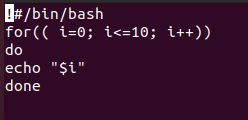 !#/bin/bash
for(( i=0; i<=10; i++))
do
echo "$i"
done